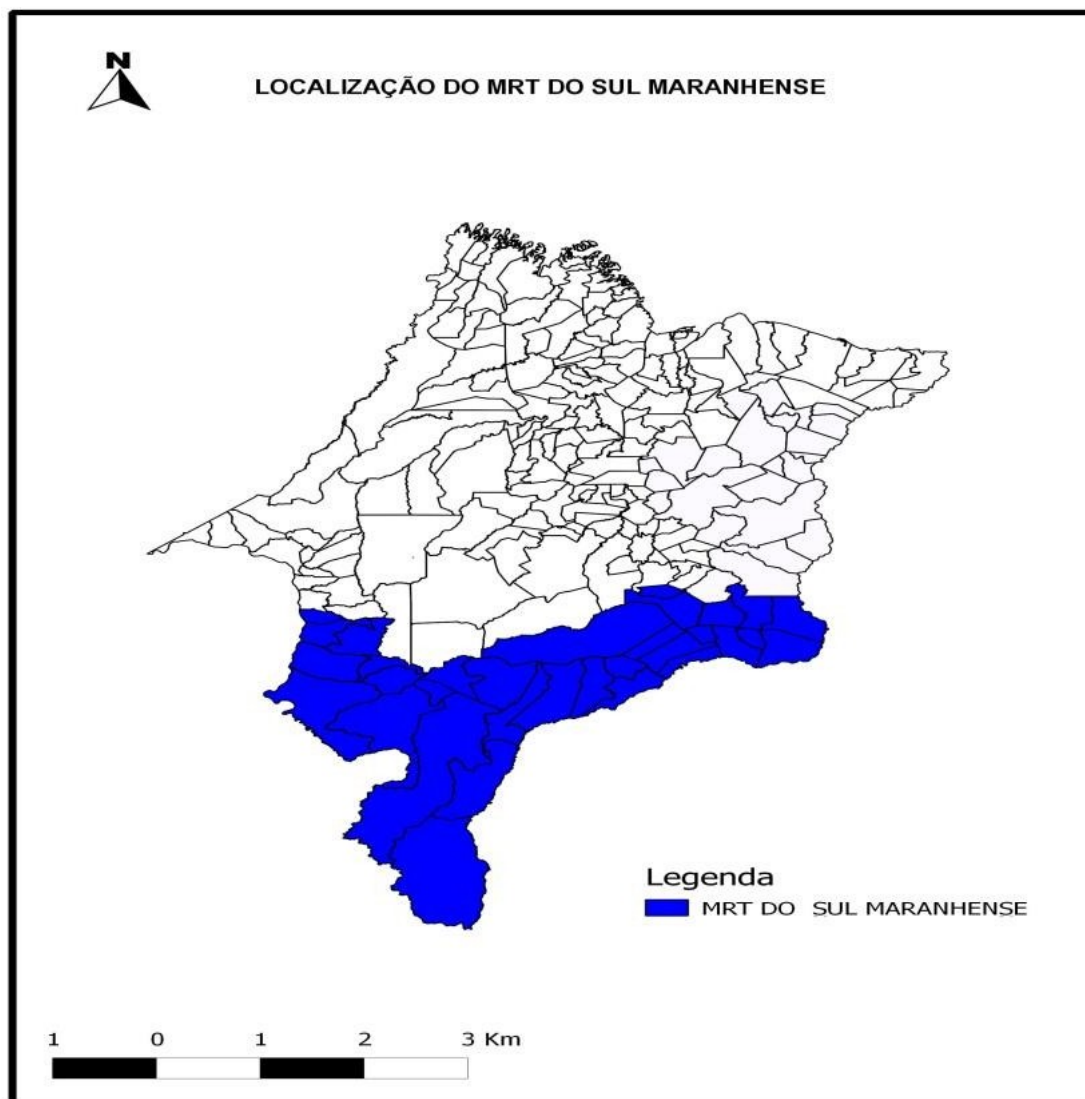 N
LOCALIZAÇÃO DO MRT DO SUL MARANHENSE
Legenda
MRT DO SUL MARANHENSE
1 0 1 2 3 Km